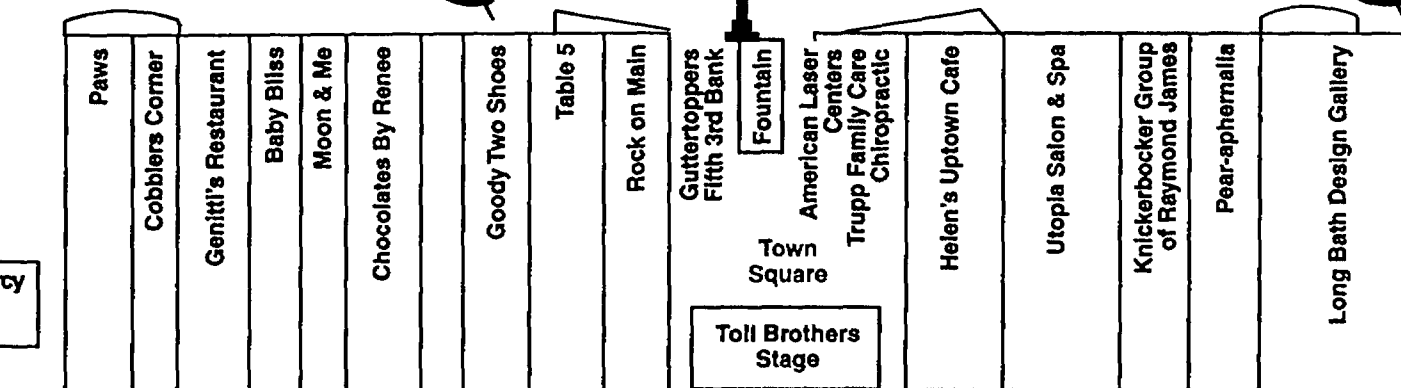 Paws
Cobblers Corner
Genitti's Restaurant
Baby Bliss
Moon & Me
Chocolates By Renee
Goody Two Shoes
Table 5
Rock on Main
Guttertoppers
Fifth 3rd Bank
Fountain
American Laser
Centers
Trupp Family Care
Chiropractic
Town
Square
Toll Brothers
Stage
Helen's Uptown Cafe
Utopia Salon & Spa
Knickerbocker Group
of Raymond James
Pear-aphernalia
Long Bath Design Gallery